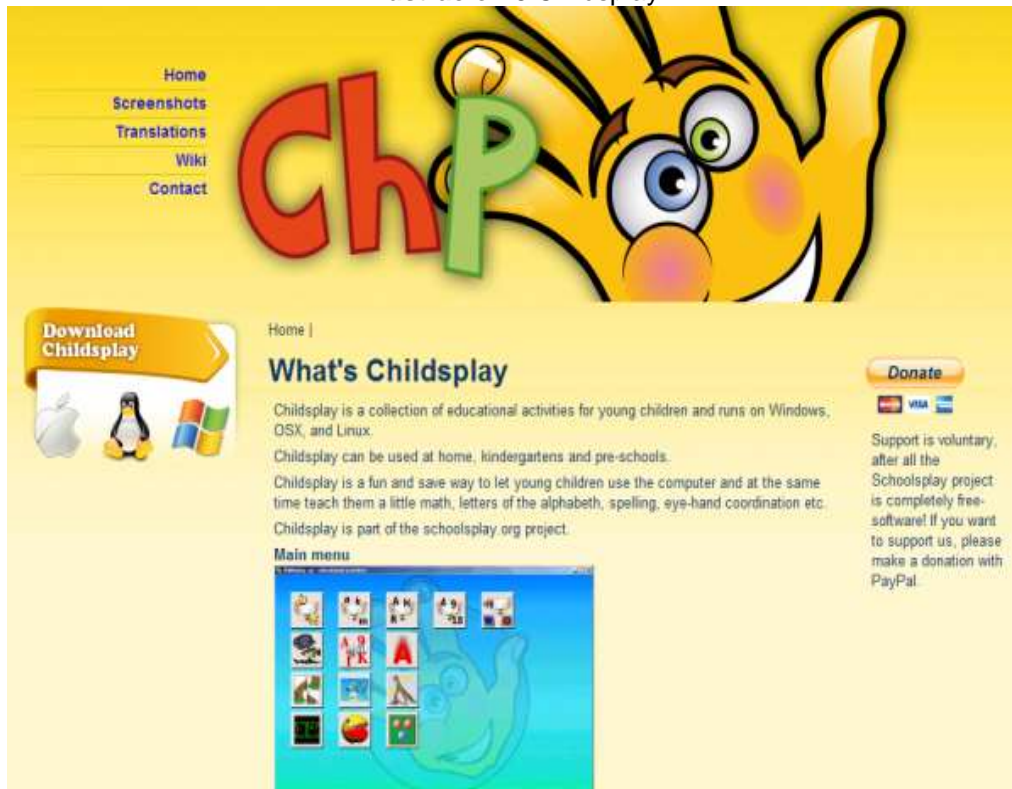 Home
Screenshots
Translations
Wiki
Contact
ChP
Download
Childsplay
Home |
What's Childsplay
Childsplay is a collection of educational activities for young children and runs on Windows,
OSX, and Linux.
Childsplay can be used at home, kindergartens and pre-schools.
Childsplay is a fun and save way to let young children use the computer and at the same
time teach them a little math, letters of the alphabeth, spelling, eye-hand coordination etc.
Childsplay is part of the schoolsplay.org project.
Main menu
Donate
VISA
Support is voluntary,
after all the
Schoolsplay project
is completely free-
software! If you want
to support us, please
make a donation with
PayPal.